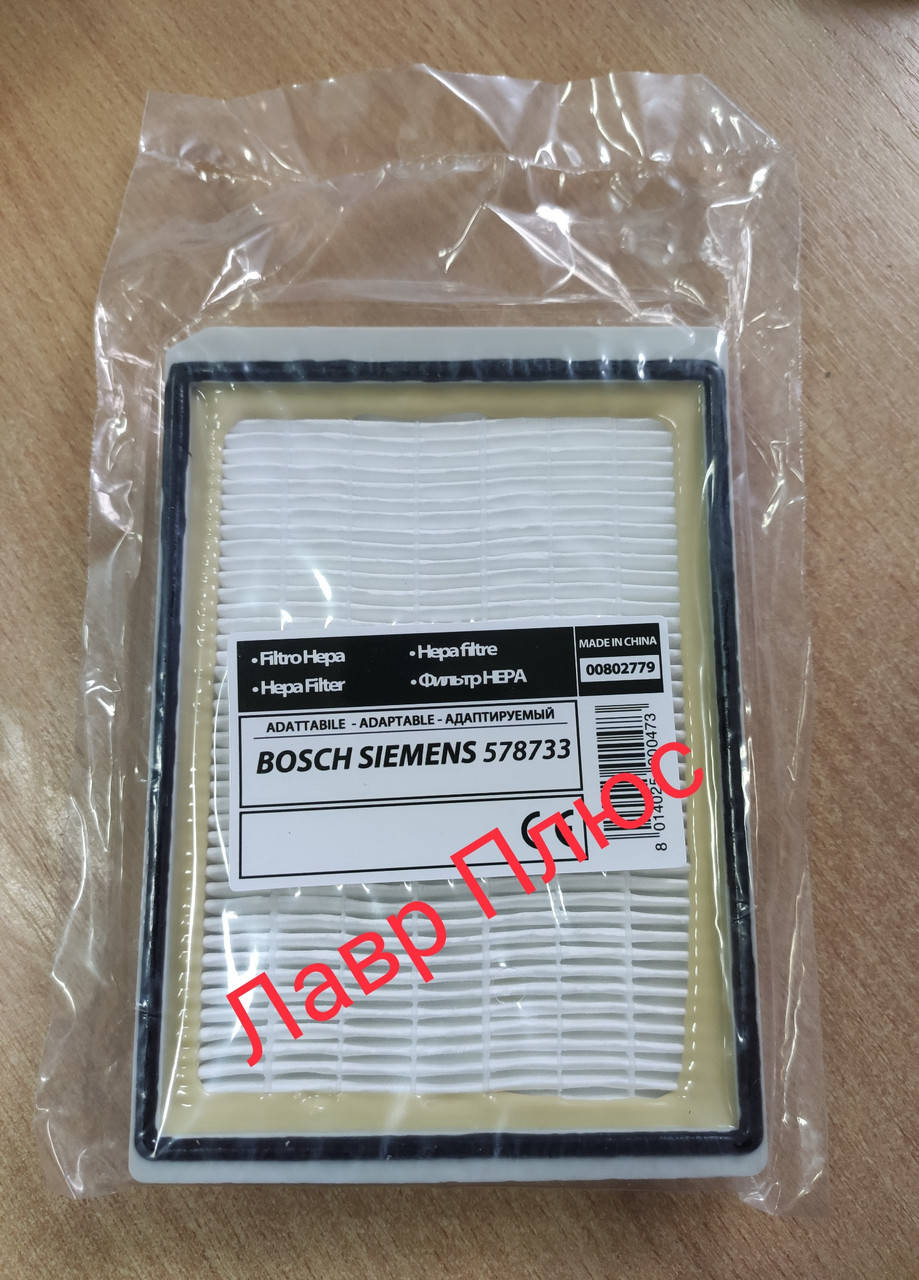 • Filtro Hepa
• Hepa Filter
• Hepa filtre
• Фильтр HEPA
MADE IN CHINA
00802779
ADATTABILE - ADAPTABLE - АДАПТИРУЕМЫЙ
BOSCH SIEMENS 578733
CE
Лавр Плюс